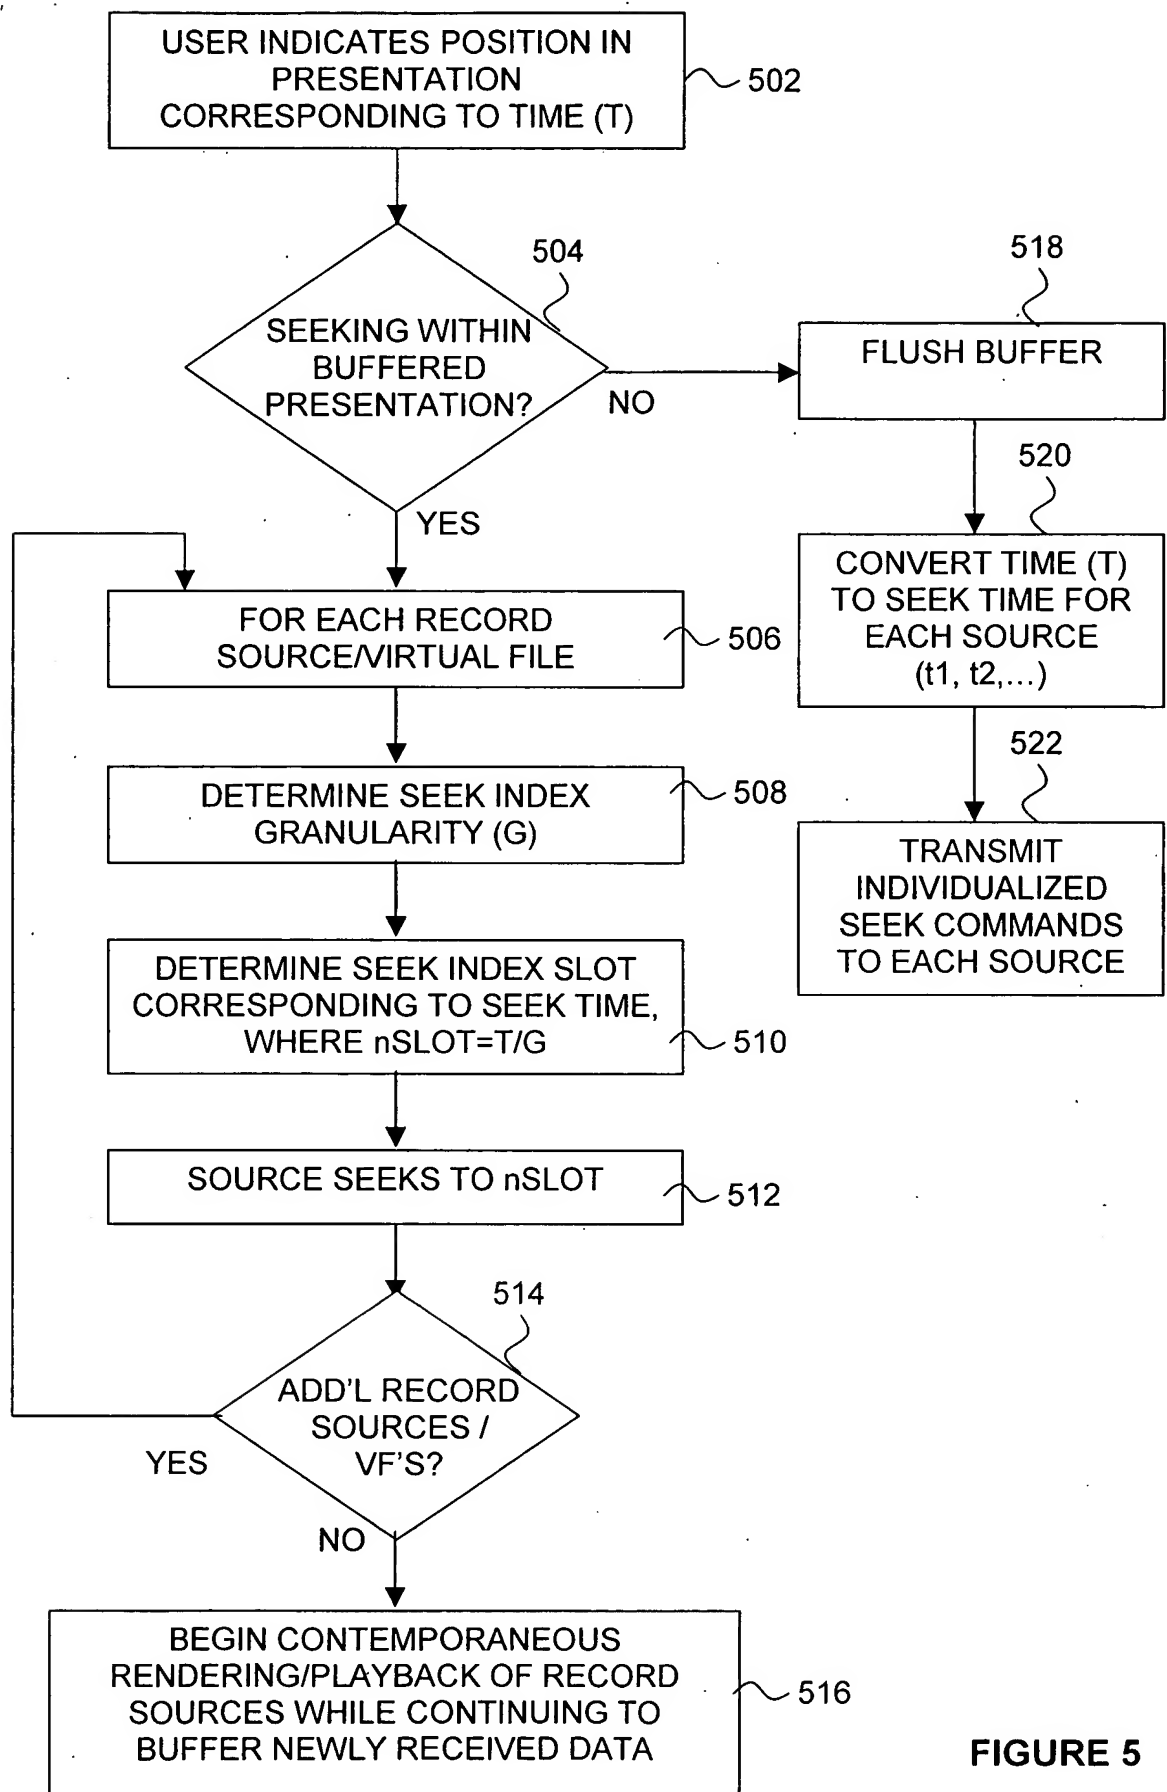 USER INDICATES POSITION IN
PRESENTATION
CORRESPONDING TO TIME (T)
502
504
SEEKING WITHIN
BUFFERED
PRESENTATION?
NO
YES
518
FLUSH BUFFER
520
CONVERT TIME (T)
TO SEEK TIME FOR
EACH SOURCE
(t1, t2,...)
522
TRANSMIT
INDIVIDUALIZED
SEEK COMMANDS
TO EACH SOURCE
FOR EACH RECORD
SOURCE/VIRTUAL FILE
506
DETERMINE SEEK INDEX
GRANULARITY (G)
508
DETERMINE SEEK INDEX SLOT
CORRESPONDING TO SEEK TIME,
WHERE nSLOT=T/G
510
SOURCE SEEKS TO nSLOT
512
514
ADD'L RECORD
SOURCES /
VF'S?
YES
NO
BEGIN CONTEMPORANEOUS
RENDERING/PLAYBACK OF RECORD
SOURCES WHILE CONTINUING TO
BUFFER NEWLY RECEIVED DATA
516
FIGURE 5